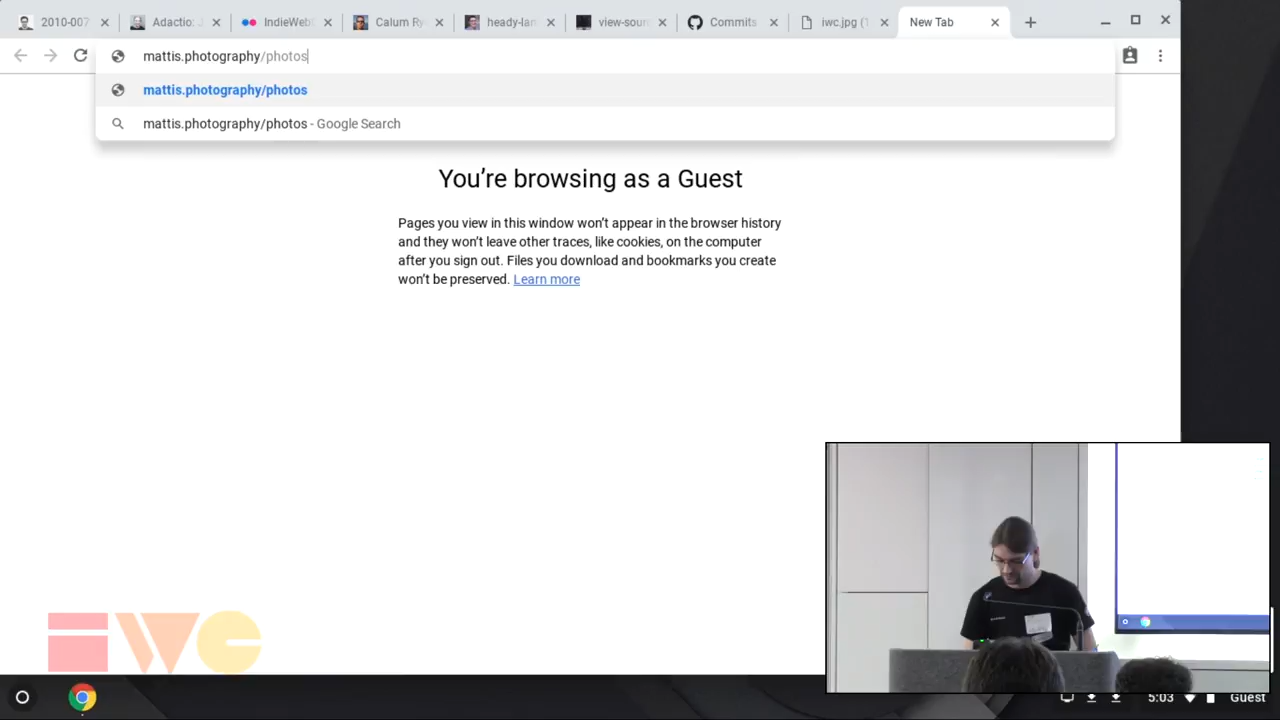 2010-007
Adactio: J
IndieWeb
Calum Ry
heady-lan
view-sour
Commits
iwc.jpg (1
New Tab
mattis.photography/photos
mattis.photography/photos
mattis.photography/photos - Google Search
You're browsing as a Guest
Pages you view in this window won't appear in the browser history
and they won't leave other traces, like cookies, on the computer
after you sign out. Files you download and bookmarks you create
won't be preserved. Learn more
iwc
5:03
Guest